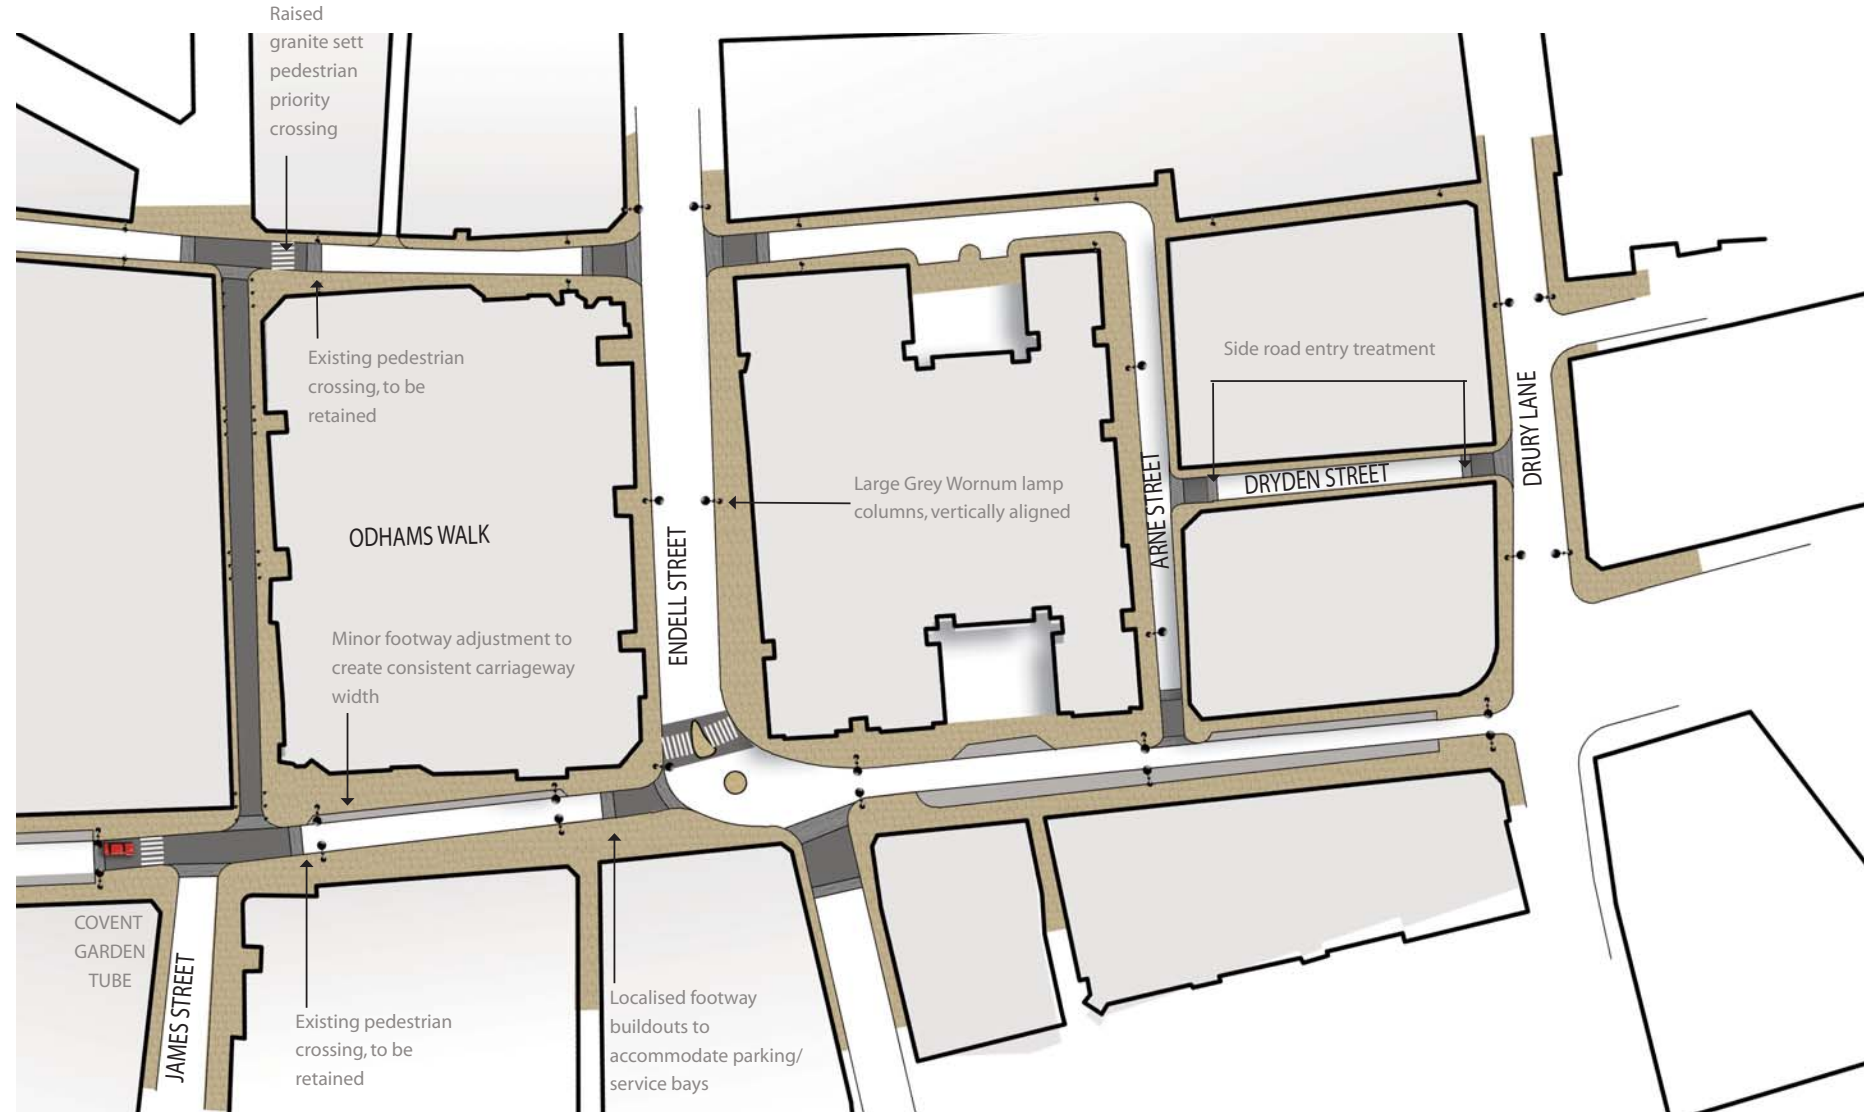 Raised
granite sett
pedestrian
priority
crossing
Existing pedestrian
crossing, to be
retained
Side road entry treatment
DRURY LANE
DRYDEN STREET
Large Grey Wornum lamp
columns, vertically aligned
ARNE STREET
ODHAMS WALK
ENDELL STREET
Minor footway adjustment to
create consistent carriageway
width
COVENT
GARDEN
TUBE
JAMES STREET
Existing pedestrian
crossing, to be
retained
Localised footway
buildouts to
accommodate parking/
service bays